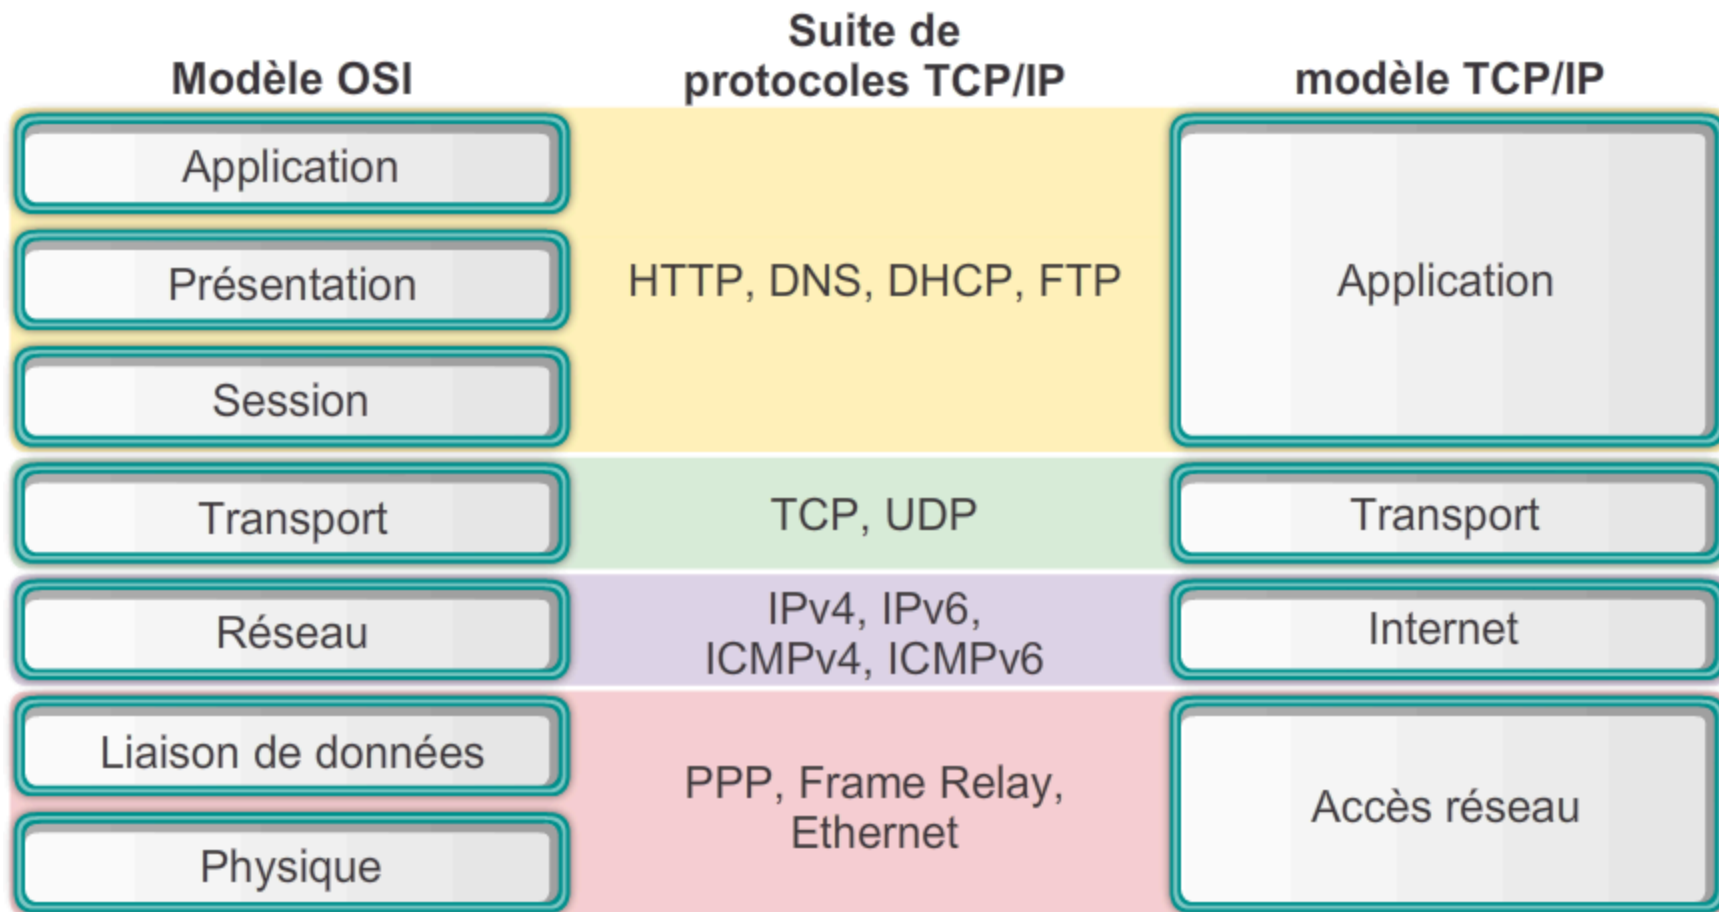 Modèle OSI
Suite de
protocoles TCP/IP
modèle TCP/IP
Application
Présentation
Session
HTTP, DNS, DHCP, FTP
Application
Transport
TCP, UDP
Transport
Réseau
IPv4, IPv6,
ICMPv4, ICMPv6
Internet
Liaison de données
Physique
PPP, Frame Relay,
Ethernet
Accès réseau